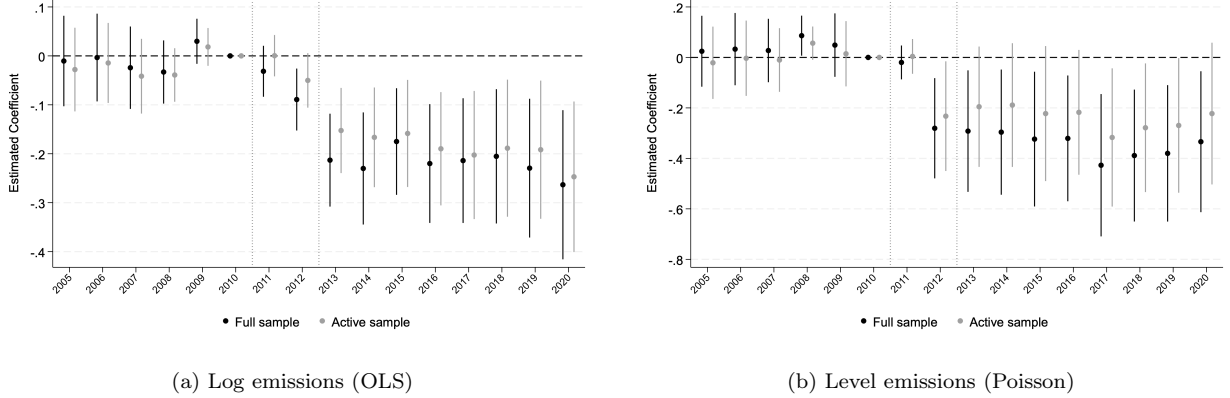 .1
0
-.1
-.2
-.3
-.4
Estimated Coefficient
2005 2006 2007 2008 2009 2010 2011 2012 2013 2014 2015 2016 2017 2018 2019 2020
Full sample Active sample
(a) Log emissions (OLS)
.2
0
-.2
-.4
-.6
-.8
Estimated Coefficient
2005 2006 2007 2008 2009 2010 2011 2012 2013 2014 2015 2016 2017 2018 2019 2020
Full sample Active sample
(b) Level emissions (Poisson)